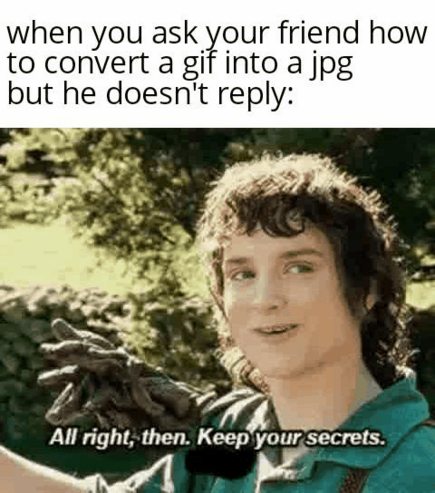 when you ask your friend how
to convert a gif into a jpg
but he doesn't reply:
All right, then. Keep your secrets.